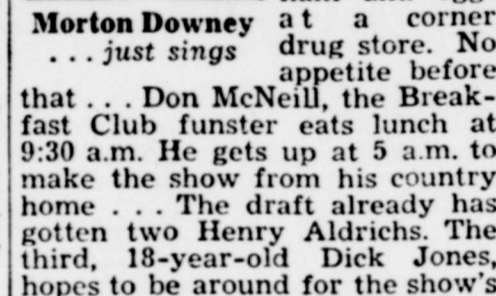 Morton Downey
. . . just sings
at a corner
drug store. No
appetite before
that . . . Don McNeill, the Break-
fast Club funster eats lunch at
9:30 a.m. He gets up at 5 a.m. to
make the show from his country
home . . . The draft already has
gotten two Henry Aldrichs. The
third, 18-year-old Dick Jones,
hopes to be around for the show's